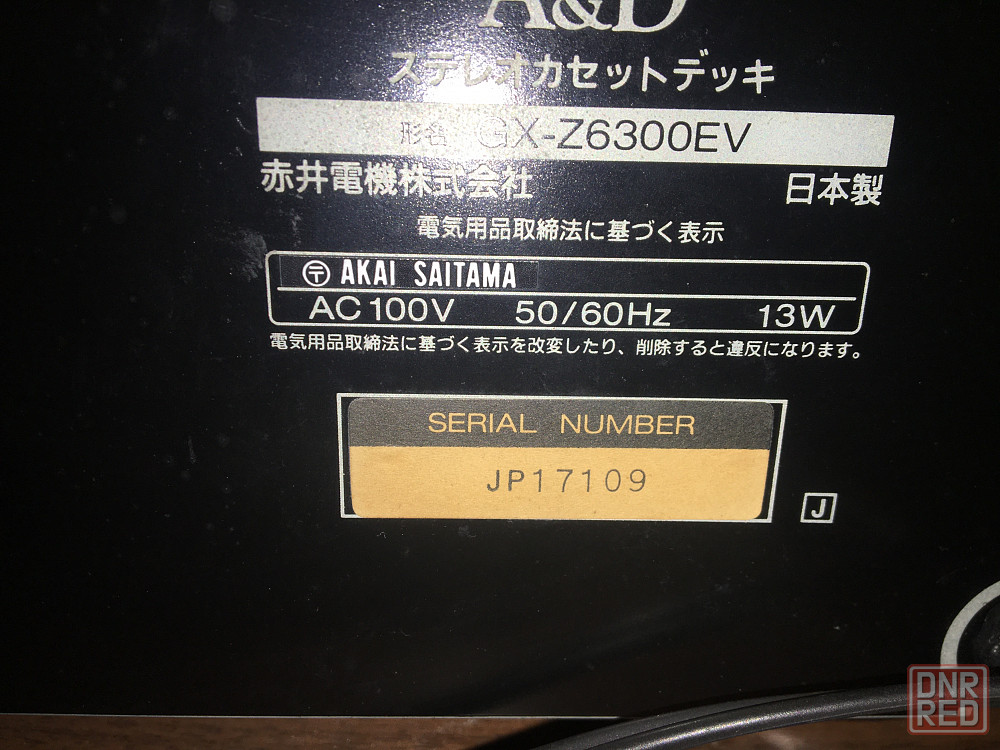 A&D
ステレオカセットデッキ
形名 GX-Z6300EV
赤井電機株式会社 日本製
電気用品取締法に基づく表示
〒 AKAI SAITAMA
AC 100V 50/60Hz 13W
電気用品取締法に基づく表示を改変したり、削除すると違反になります。
SERIAL NUMBER
JP17109
J
DNR
RED